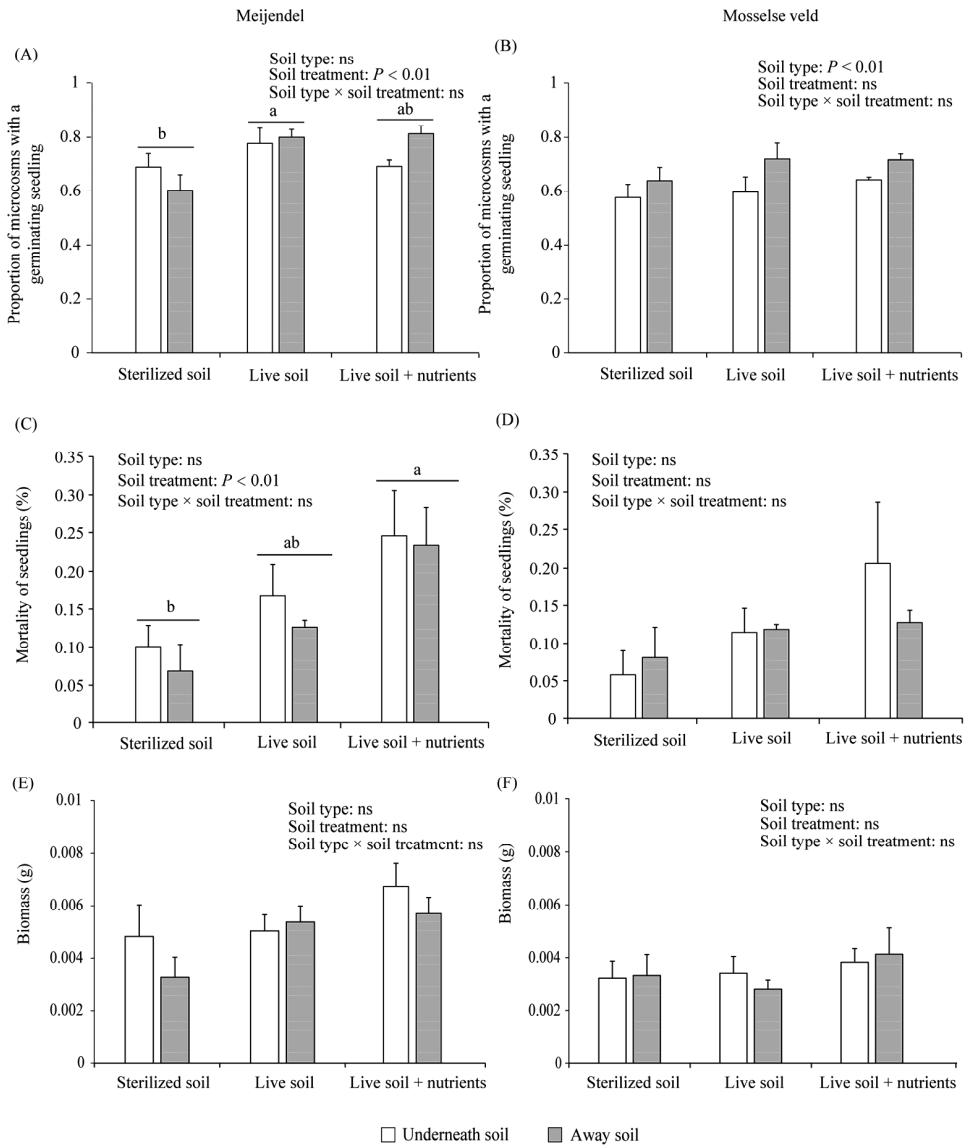 Meijendel
Mosselse veld
(A)
Soil type: ns
Soil treatment: P < 0.01
Soil type × soil treatment: ns
Proportion of microcosms with a
germinating seedling
1
0.8
0.6
0.4
0.2
0
b
a
ab
Sterilized soil
Live soil
Live soil + nutrients
(B)
Soil type: P < 0.01
Soil treatment: ns
Soil type × soil treatment: ns
Proportion of microcosms with a
germinating seedling
1
0.8
0.6
0.4
0.2
0
Sterilized soil
Live soil
Live soil + nutrients
(C)
Soil type: ns
Soil treatment: P < 0.01
Soil type × soil treatment: ns
Mortality of seedlings (%)
0.35
0.30
0.25
0.20
0.15
0.10
0.05
0
b
ab
a
Sterilized soil
Live soil
Live soil + nutrients
(D)
Soil type: ns
Soil treatment: ns
Soil type × soil treatment: ns
Mortality of seedlings (%)
0.35
0.30
0.25
0.20
0.15
0.10
0.05
0
Sterilized soil
Live soil
Live soil + nutrients
(E)
Soil type: ns
Soil treatment: ns
Soil type × soil treatment: ns
Biomass (g)
0.01
0.008
0.006
0.004
0.002
0
Sterilized soil
Live soil
Live soil + nutrients
(F)
Soil type: ns
Soil treatment: ns
Soil type × soil treatment: ns
Biomass (g)
0.01
0.008
0.006
0.004
0.002
0
Sterilized soil
Live soil
Live soil + nutrients
Underneath soil
Away soil